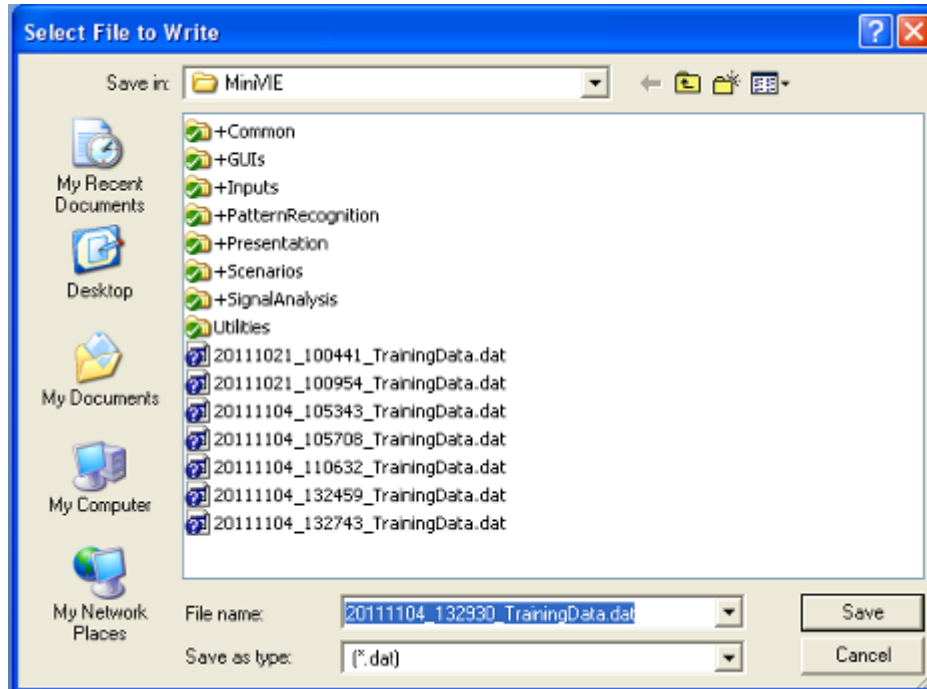 Select File to Write
Save in: MiniVIE
My Recent
Documents
Desktop
My Documents
My Computer
My Network
Places
+Common
+GUIs
+Inputs
+PatternRecognition
+Presentation
+Scenarios
+SignalAnalysis
Utilities
20111021_100441_TrainingData.dat
20111021_100954_TrainingData.dat
20111104_105343_TrainingData.dat
20111104_105708_TrainingData.dat
20111104_110632_TrainingData.dat
20111104_132459_TrainingData.dat
20111104_132743_TrainingData.dat
File name: 20111104_132930_TrainingData.dat Save
Save as type: (*.dat) Cancel